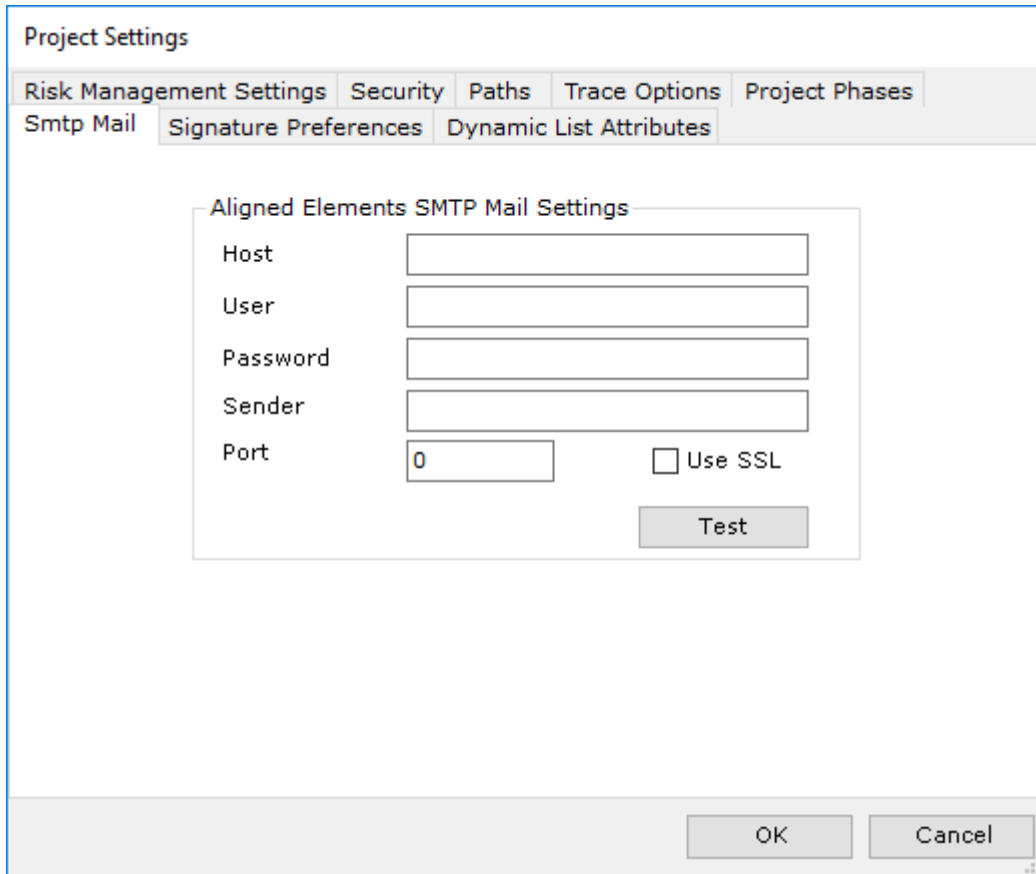 Project Settings
Risk Management Settings Security Paths Trace Options Project Phases
Smtp Mail Signature Preferences Dynamic List Attributes
Aligned Elements SMTP Mail Settings
Host
User
Password
Sender
Port 0 Use SSL
Test
OK Cancel